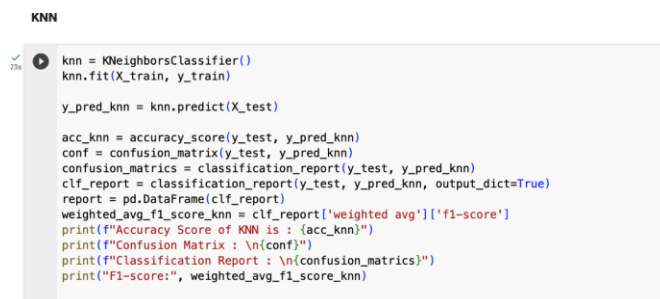 KNN
23s
knn = KNeighborsClassifier()
knn.fit(X_train, y_train)
y_pred_knn = knn.predict(X_test)
acc_knn = accuracy_score(y_test, y_pred_knn)
conf = confusion_matrix(y_test, y_pred_knn)
confusion_matrics = classification_report(y_test, y_pred_knn)
clf_report = classification_report(y_test, y_pred_knn, output_dict=True)
report = pd.DataFrame(clf_report)
weighted_avg_f1_score_knn = clf_report['weighted avg']['f1-score']
print(f"Accuracy Score of KNN is : {acc_knn}")
print(f"Confusion Matrix : \n{conf}")
print(f"Classification Report : \n{confusion_matrics}")
print("F1-score:", weighted_avg_f1_score_knn)